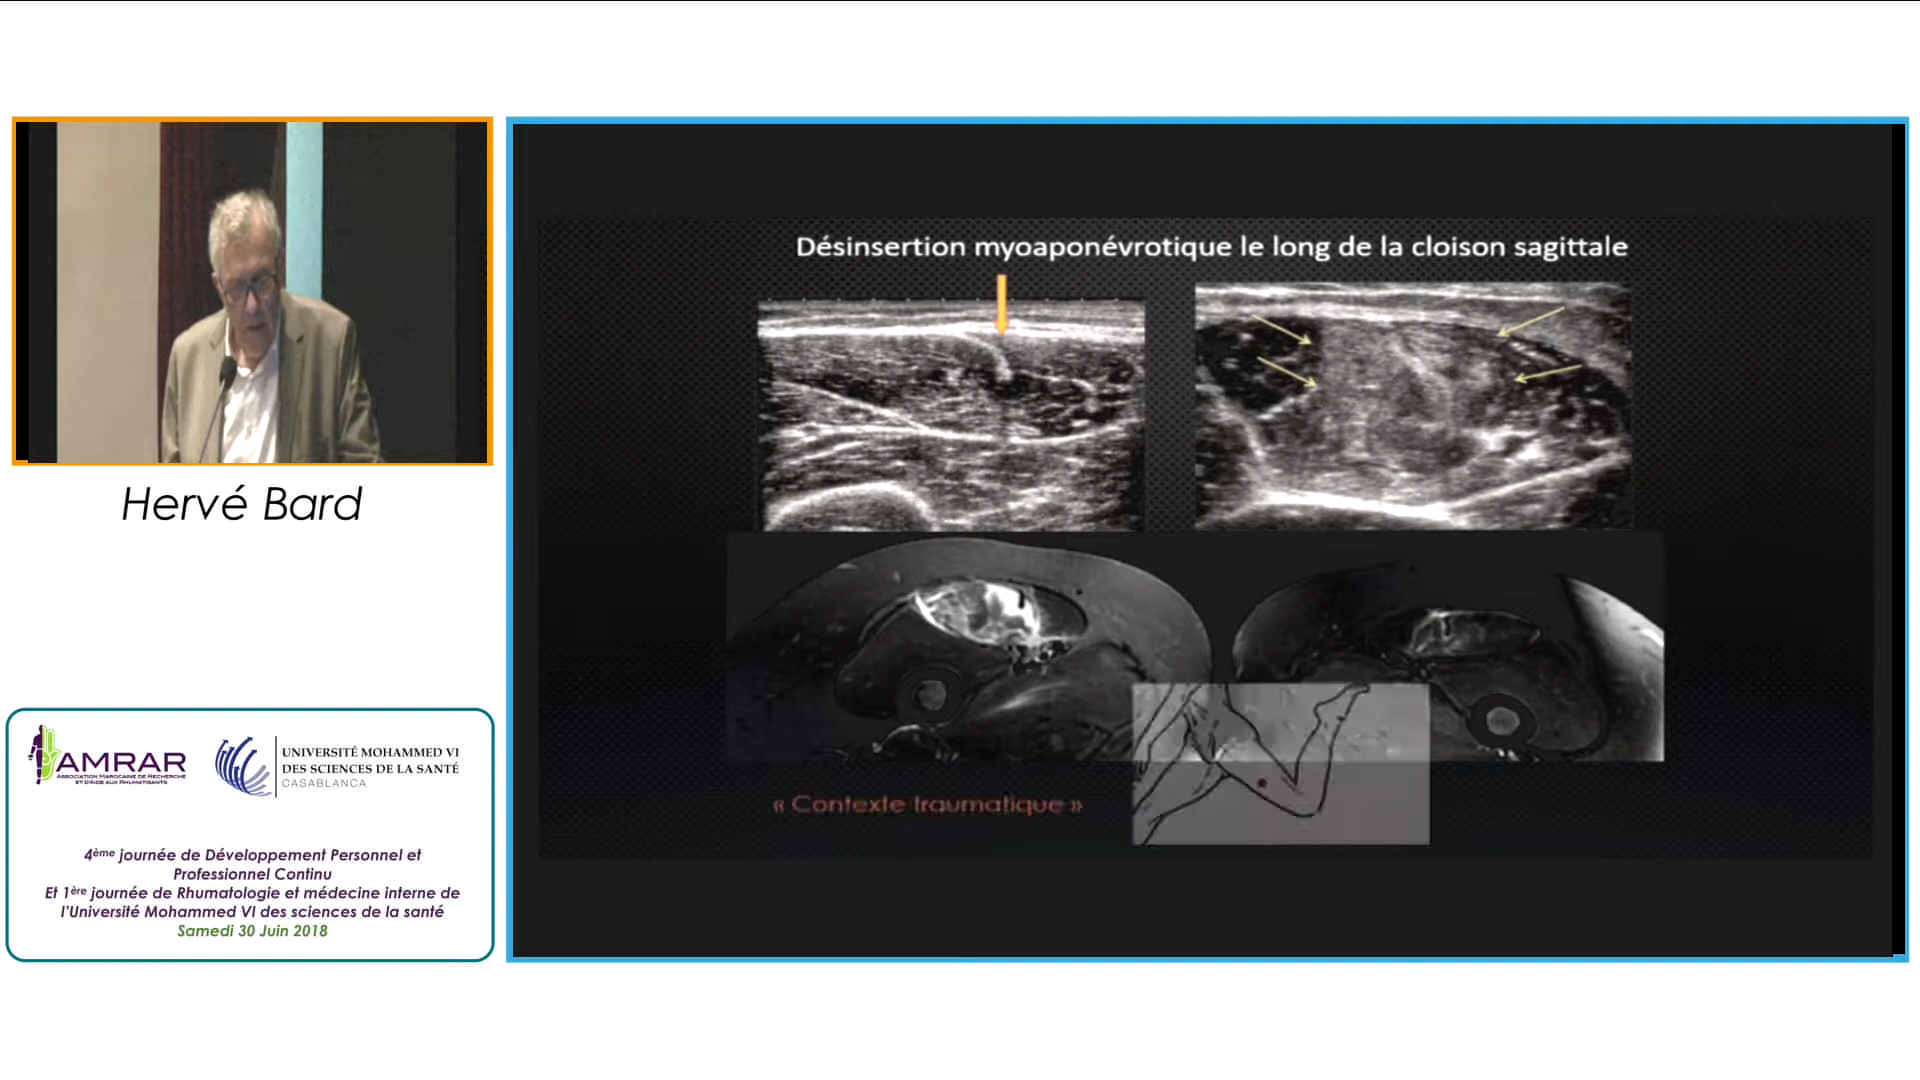 Désinsertion myoaponévrotique le long de la cloison sagittale
« Contexte traumatique »
Hervé Bard
AMRAR
ASSOCIATION MAROCAINE DE RECHERCHE
ET D'AIDE AUX RHUMATISANTS
UNIVERSITÉ MOHAMMED VI
DES SCIENCES DE LA SANTÉ
CASABLANCA
4ème journée de Développement Personnel et
Professionnel Continu
Et 1ère journée de Rhumatologie et médecine interne de
l'Université Mohammed VI des sciences de la santé
Samedi 30 Juin 2018